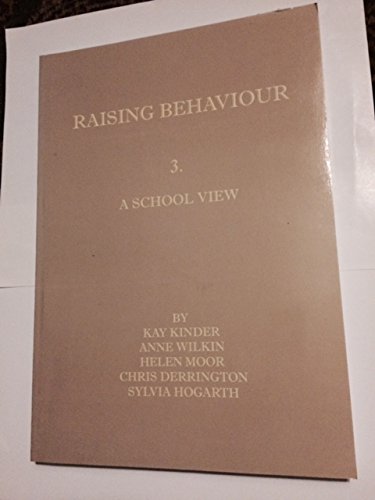 RAISING BEHAVIOUR
3.
A SCHOOL VIEW
BY
KAY KINDER
ANNE WILKIN
HELEN MOOR
CHRIS DERRINGTON
SYLVIA HOGARTH